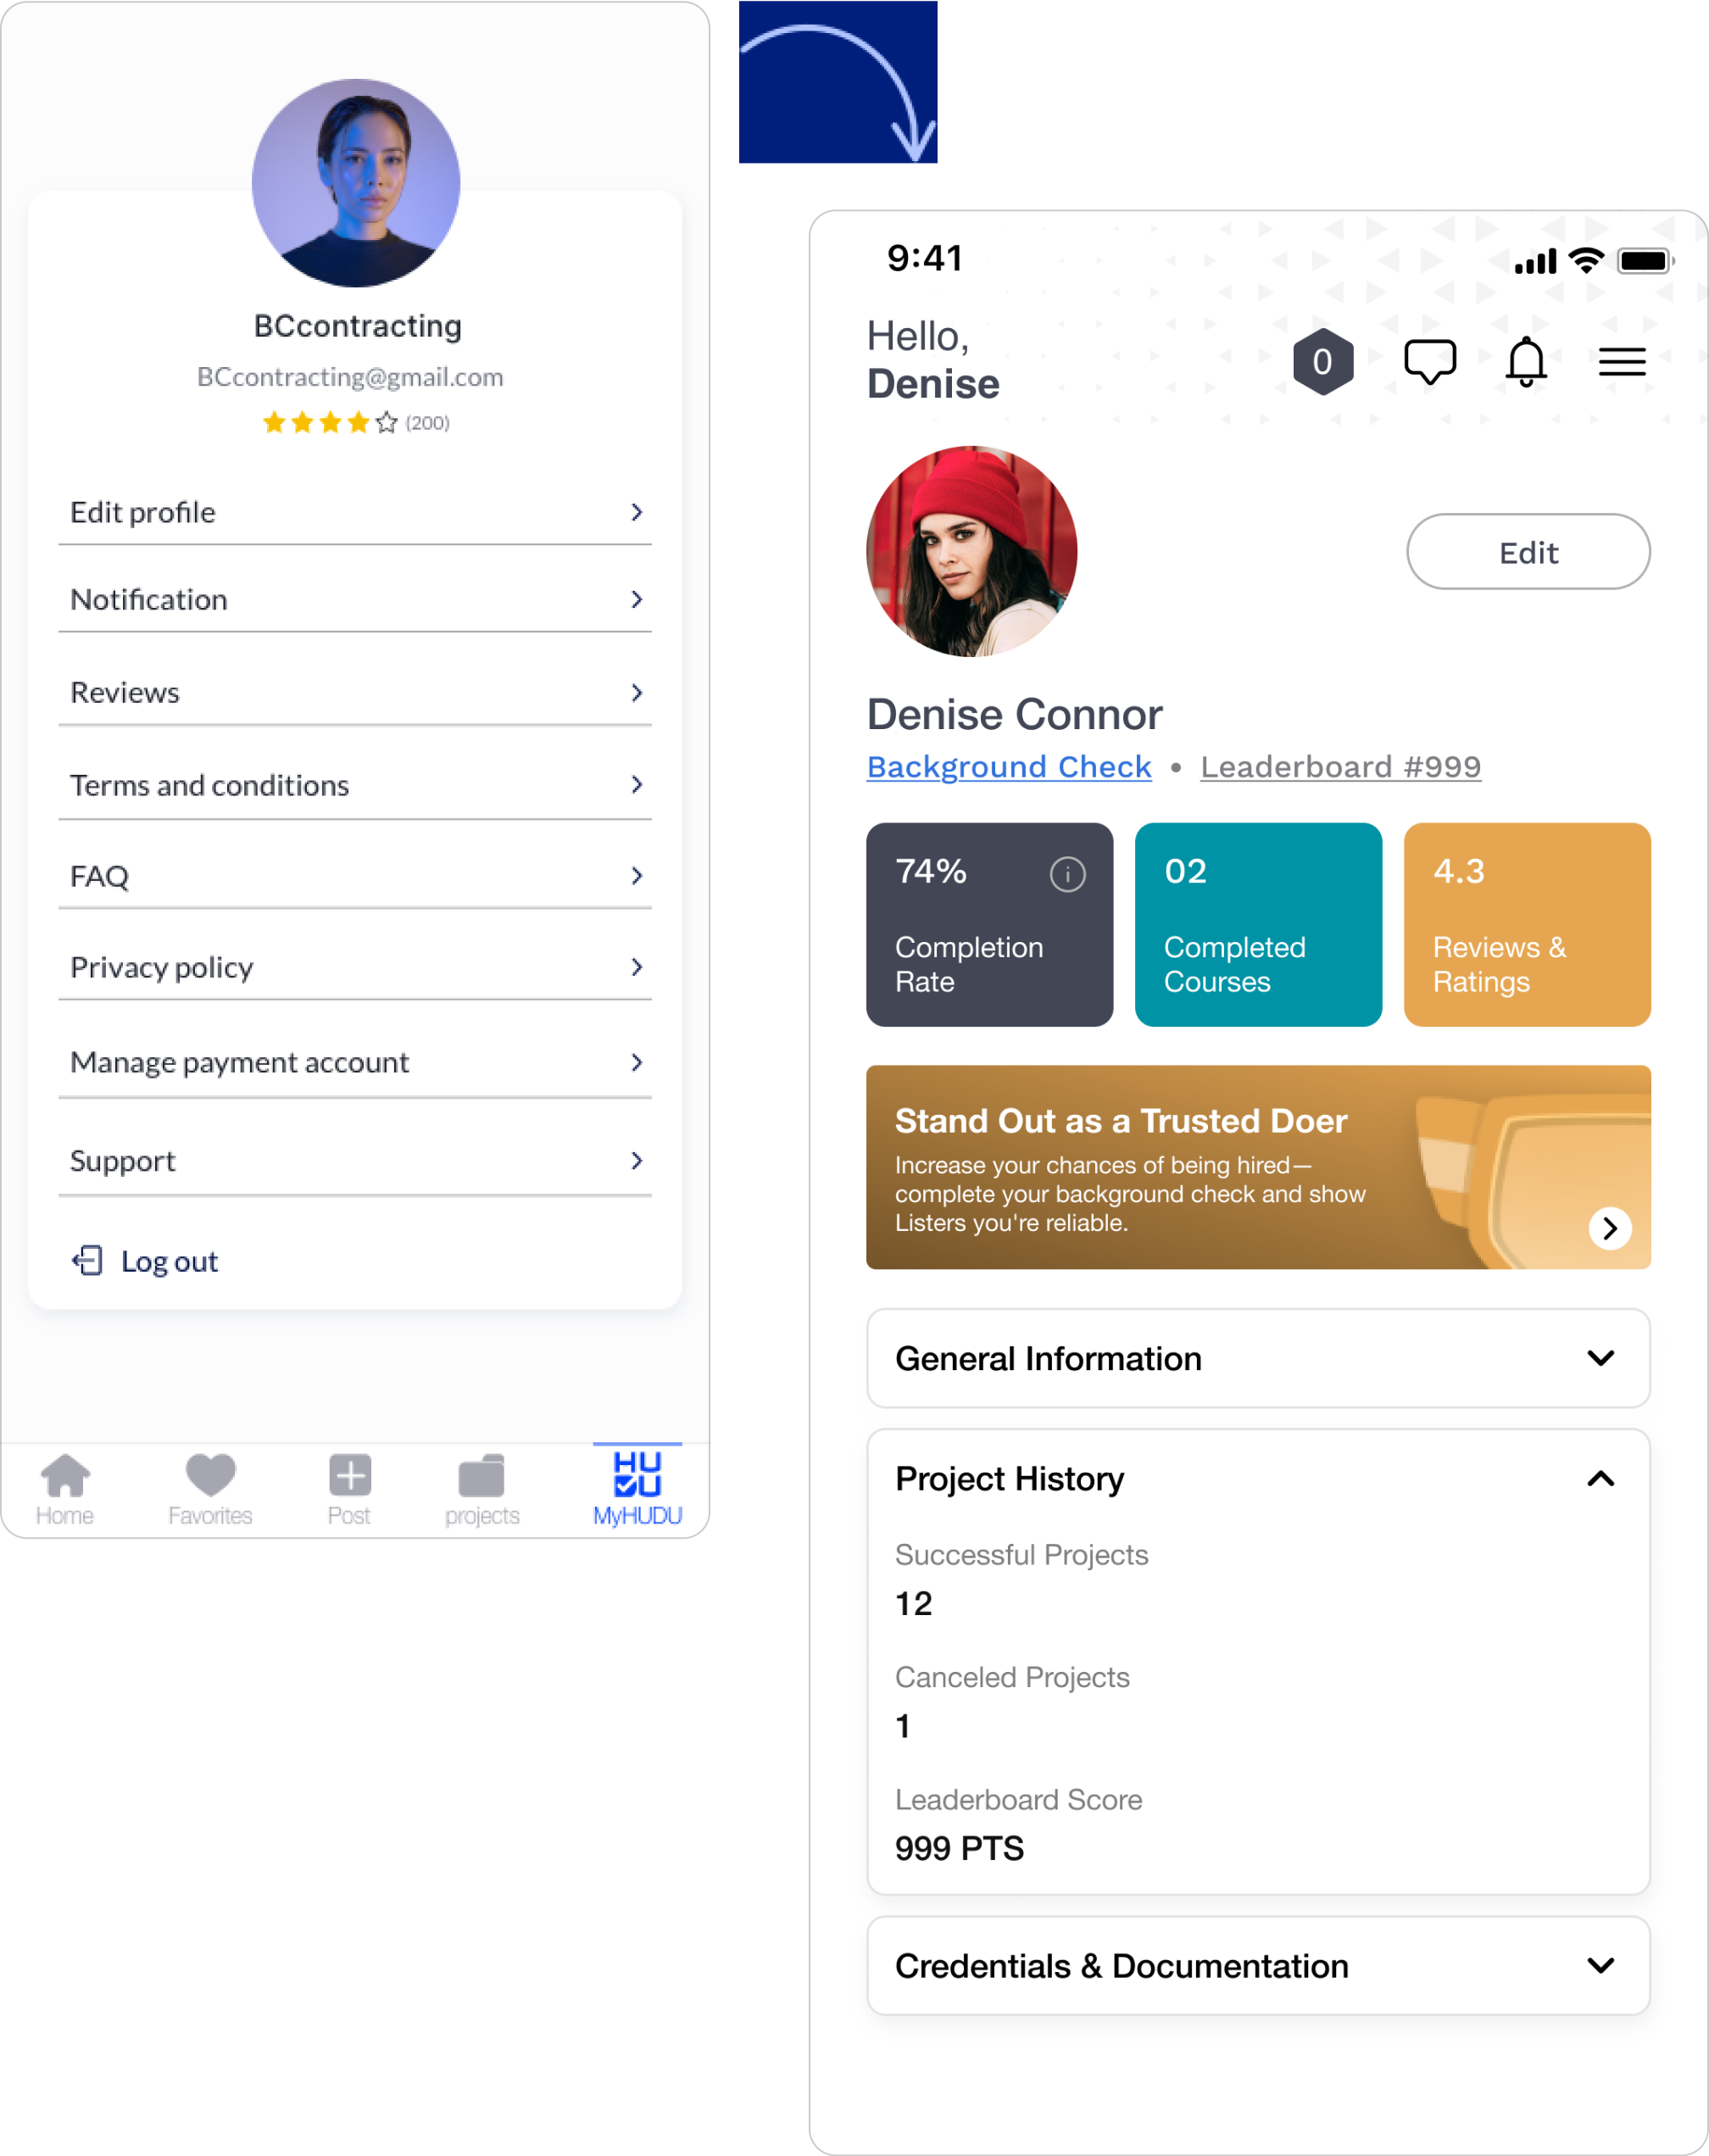 BCcontracting
BCcontracting@gmail.com
(200)
Edit profile
Notification
Reviews
Terms and conditions
FAQ
Privacy policy
Manage payment account
Support
Log out
Home
Favorites
Post
projects
HU
DU
MyHUDU
9:41
Hello,
Denise
0
Edit
Denise Connor
Background Check • Leaderboard #999
74%
Completion
Rate
02
Completed
Courses
4.3
Reviews &
Ratings
Stand Out as a Trusted Doer
Increase your chances of being hired—
complete your background check and show
Listers you're reliable.
General Information
Project History
Successful Projects
12
Canceled Projects
1
Leaderboard Score
999 PTS
Credentials & Documentation